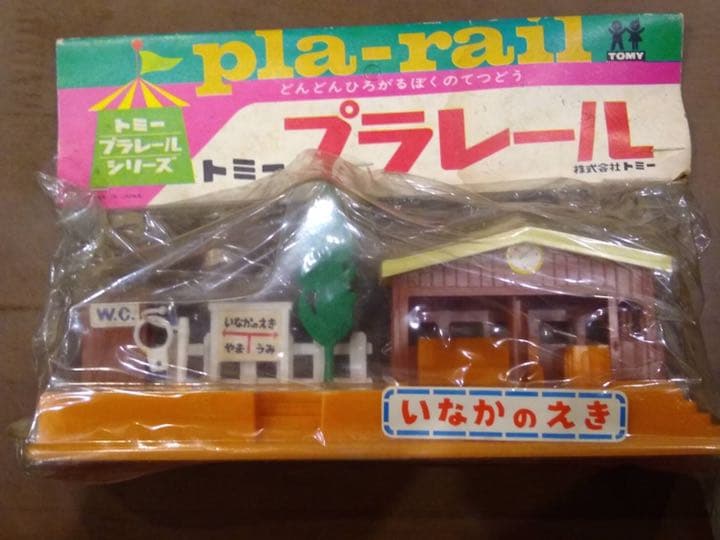 pla-rail
TOMY
どんどんひろがるぼくのてつどう
トミー
プラレール
シリーズ
トミー プラレール
株式会社 トミー
W.C.
いなかのえき
やま うみ
いなかのえき